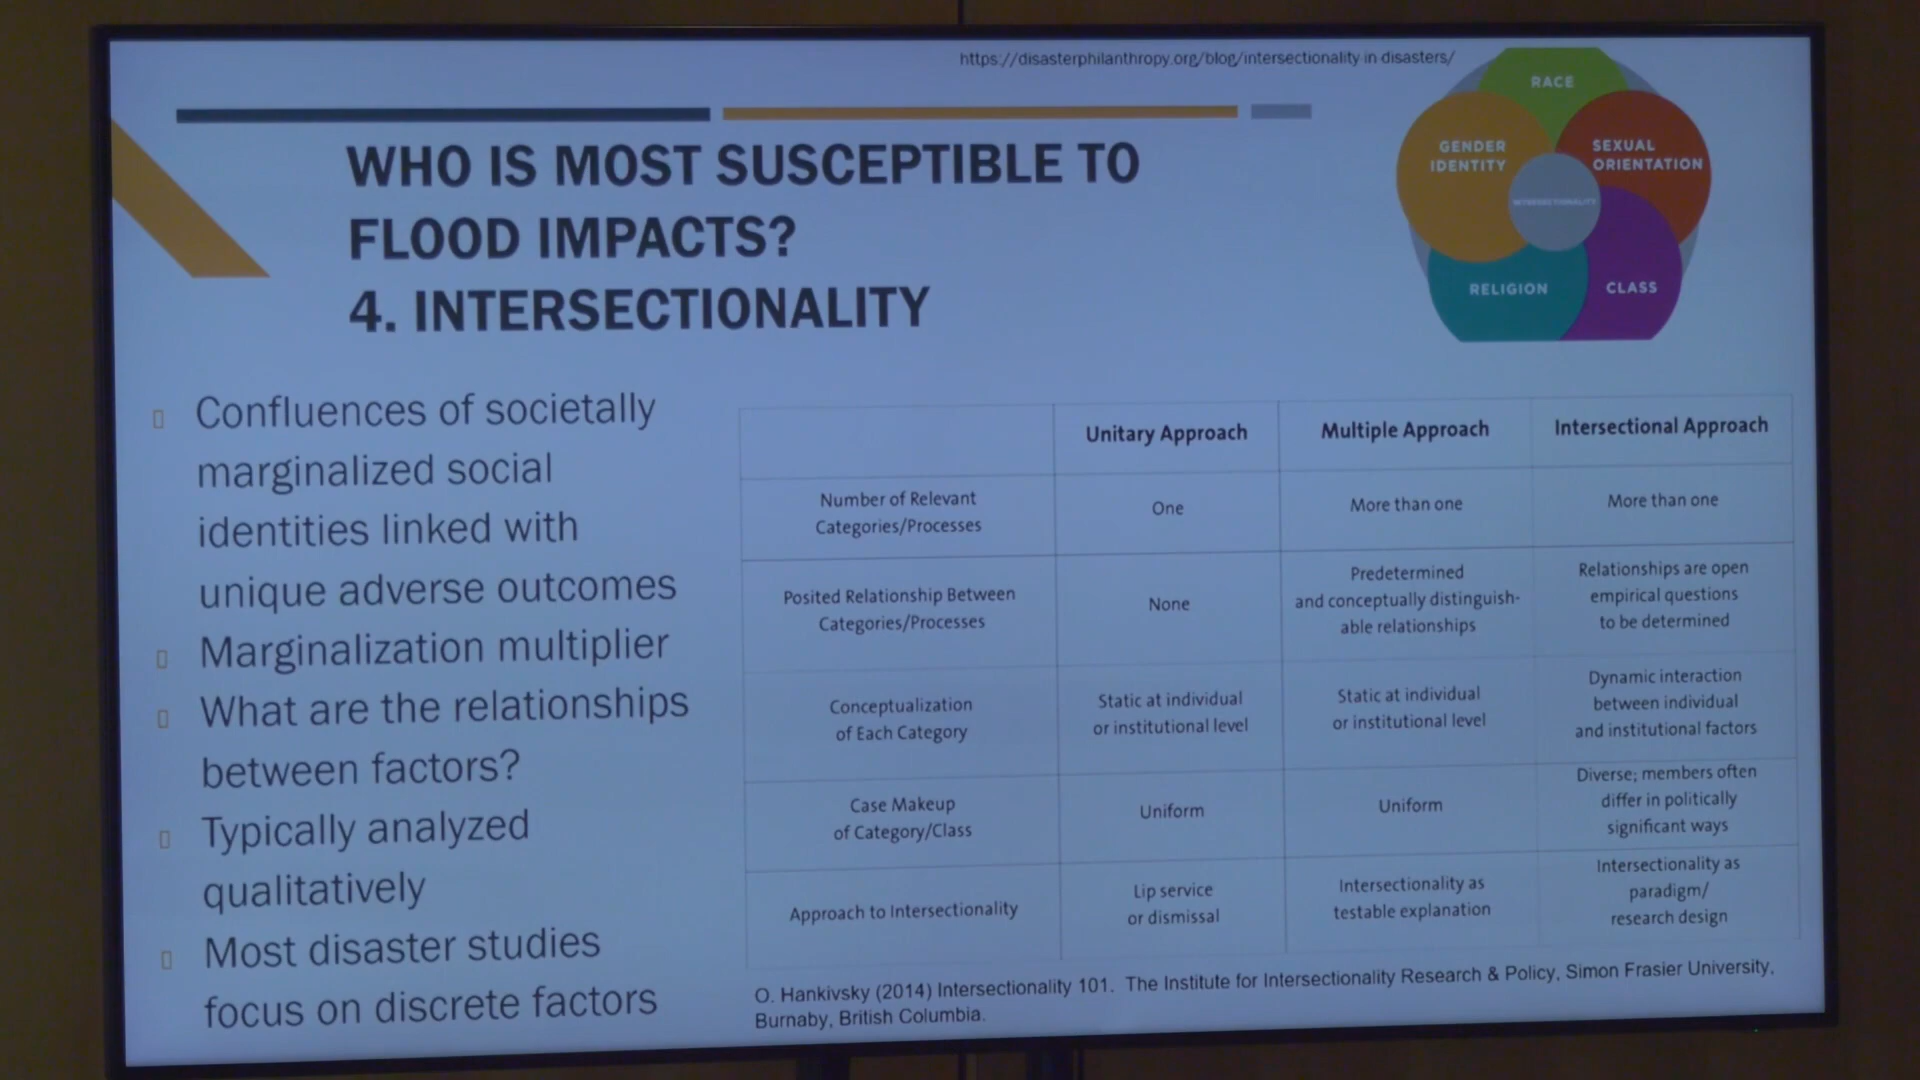 https://disasterphilanthropy.org/blog/intersectionality-in-disasters/
RACE
GENDER
IDENTITY
SEXUAL
ORIENTATION
INTERSECTIONALITY
RELIGION
CLASS
WHO IS MOST SUSCEPTIBLE TO
FLOOD IMPACTS?
4. INTERSECTIONALITY
Confluences of societally
marginalized social
identities linked with
unique adverse outcomes
Marginalization multiplier
What are the relationships
between factors?
Typically analyzed
qualitatively
Most disaster studies
focus on discrete factors
Unitary Approach
Multiple Approach
Intersectional Approach
Number of Relevant
Categories/Processes
One
More than one
More than one
Posited Relationship Between
Categories/Processes
None
Predetermined
and conceptually distinguish-
able relationships
Relationships are open
empirical questions
to be determined
Conceptualization
of Each Category
Static at individual
or institutional level
Static at individual
or institutional level
Dynamic interaction
between individual
and institutional factors
Case Makeup
of Category/Class
Uniform
Uniform
Diverse; members often
differ in politically
significant ways
Approach to Intersectionality
Lip service
or dismissal
Intersectionality as
testable explanation
Intersectionality as
paradigm/
research design
O. Hankivsky (2014) Intersectionality 101. The Institute for Intersectionality Research & Policy, Simon Frasier University,
Burnaby, British Columbia.